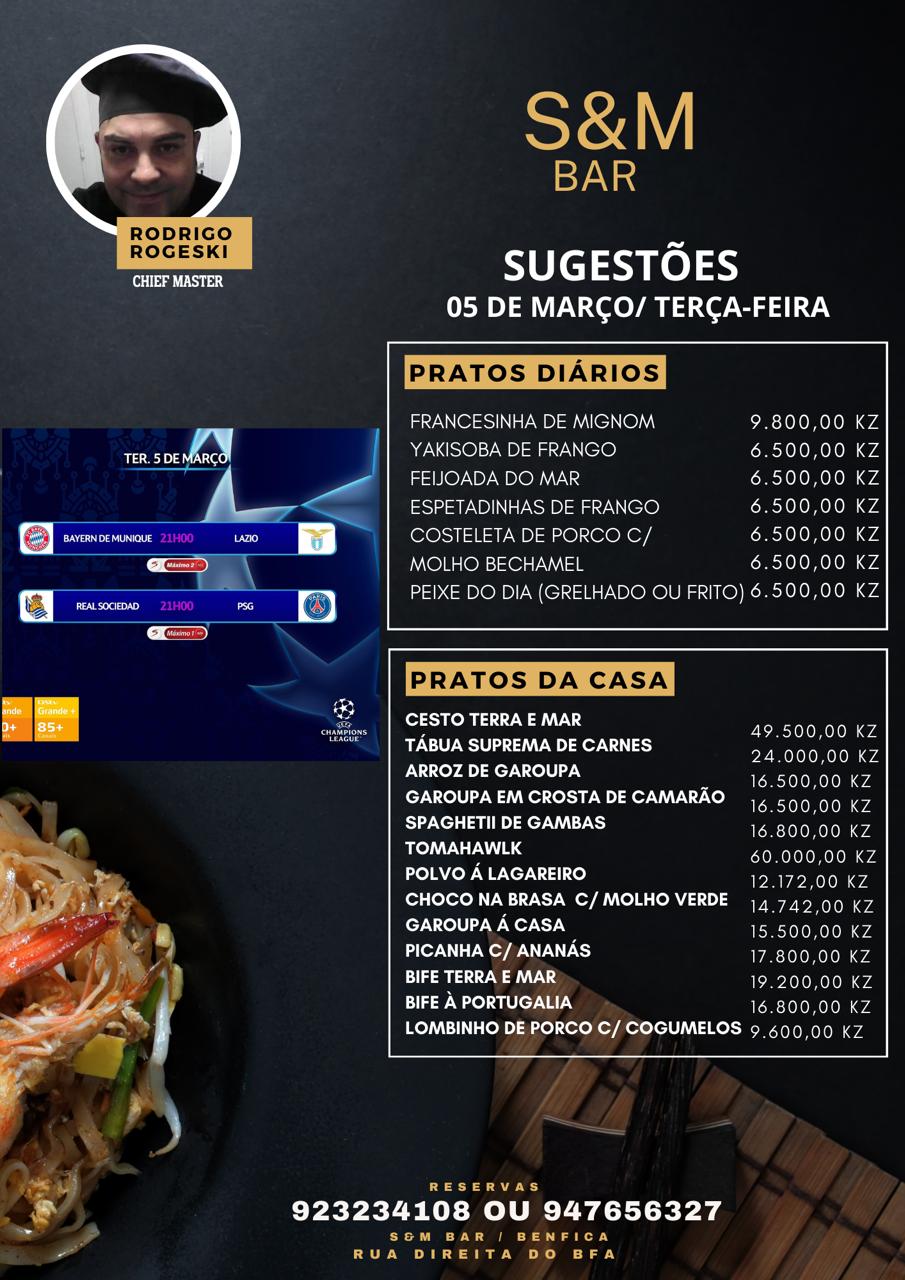 S&M
BAR
RODRIGO
ROGESKI
CHIEF MASTER
SUGESTÕES
05 DE MARÇO/ TERÇA-FEIRA
PRATOS DIÁRIOS
FRANCESINHA DE MIGNOM 9.800,00 KZ
YAKISOBA DE FRANGO 6.500,00 KZ
FEIJOADA DO MAR 6.500,00 KZ
ESPETADINHAS DE FRANGO 6.500,00 KZ
COSTELETA DE PORCO C/ 6.500,00 KZ
MOLHO BECHAMEL 6.500,00 KZ
PEIXE DO DIA (GRELHADO OU FRITO) 6.500,00 KZ
TER. 5 DE MARÇO
BAYERN DE MUNIQUE 21H00 LAZIO
Máximo 2
REAL SOCIEDAD 21H00 PSG
Máximo 1
Grande +
85+
UEFA
CHAMPIONS
LEAGUE
PRATOS DA CASA
CESTO TERRA E MAR 49.500,00 KZ
TÁBUA SUPREMA DE CARNES 24.000,00 KZ
ARROZ DE GAROUPA 16.500,00 KZ
GAROUPA EM CROSTA DE CAMARÃO 16.500,00 KZ
SPAGHETII DE GAMBAS 16.800,00 KZ
TOMAHAWLK 60.000,00 KZ
POLVO Á LAGAREIRO 12.172,00 KZ
CHOCO NA BRASA C/ MOLHO VERDE 14.742,00 KZ
GAROUPA Á CASA 15.500,00 KZ
PICANHA C/ ANANÁS 17.800,00 KZ
BIFE TERRA E MAR 19.200,00 KZ
BIFE À PORTUGALIA 16.800,00 KZ
LOMBINHO DE PORCO C/ COGUMELOS 9.600,00 KZ
RESERVAS
923234108 OU 947656327
S&M BAR / BENFICA
RUA DIREITA DO BFA